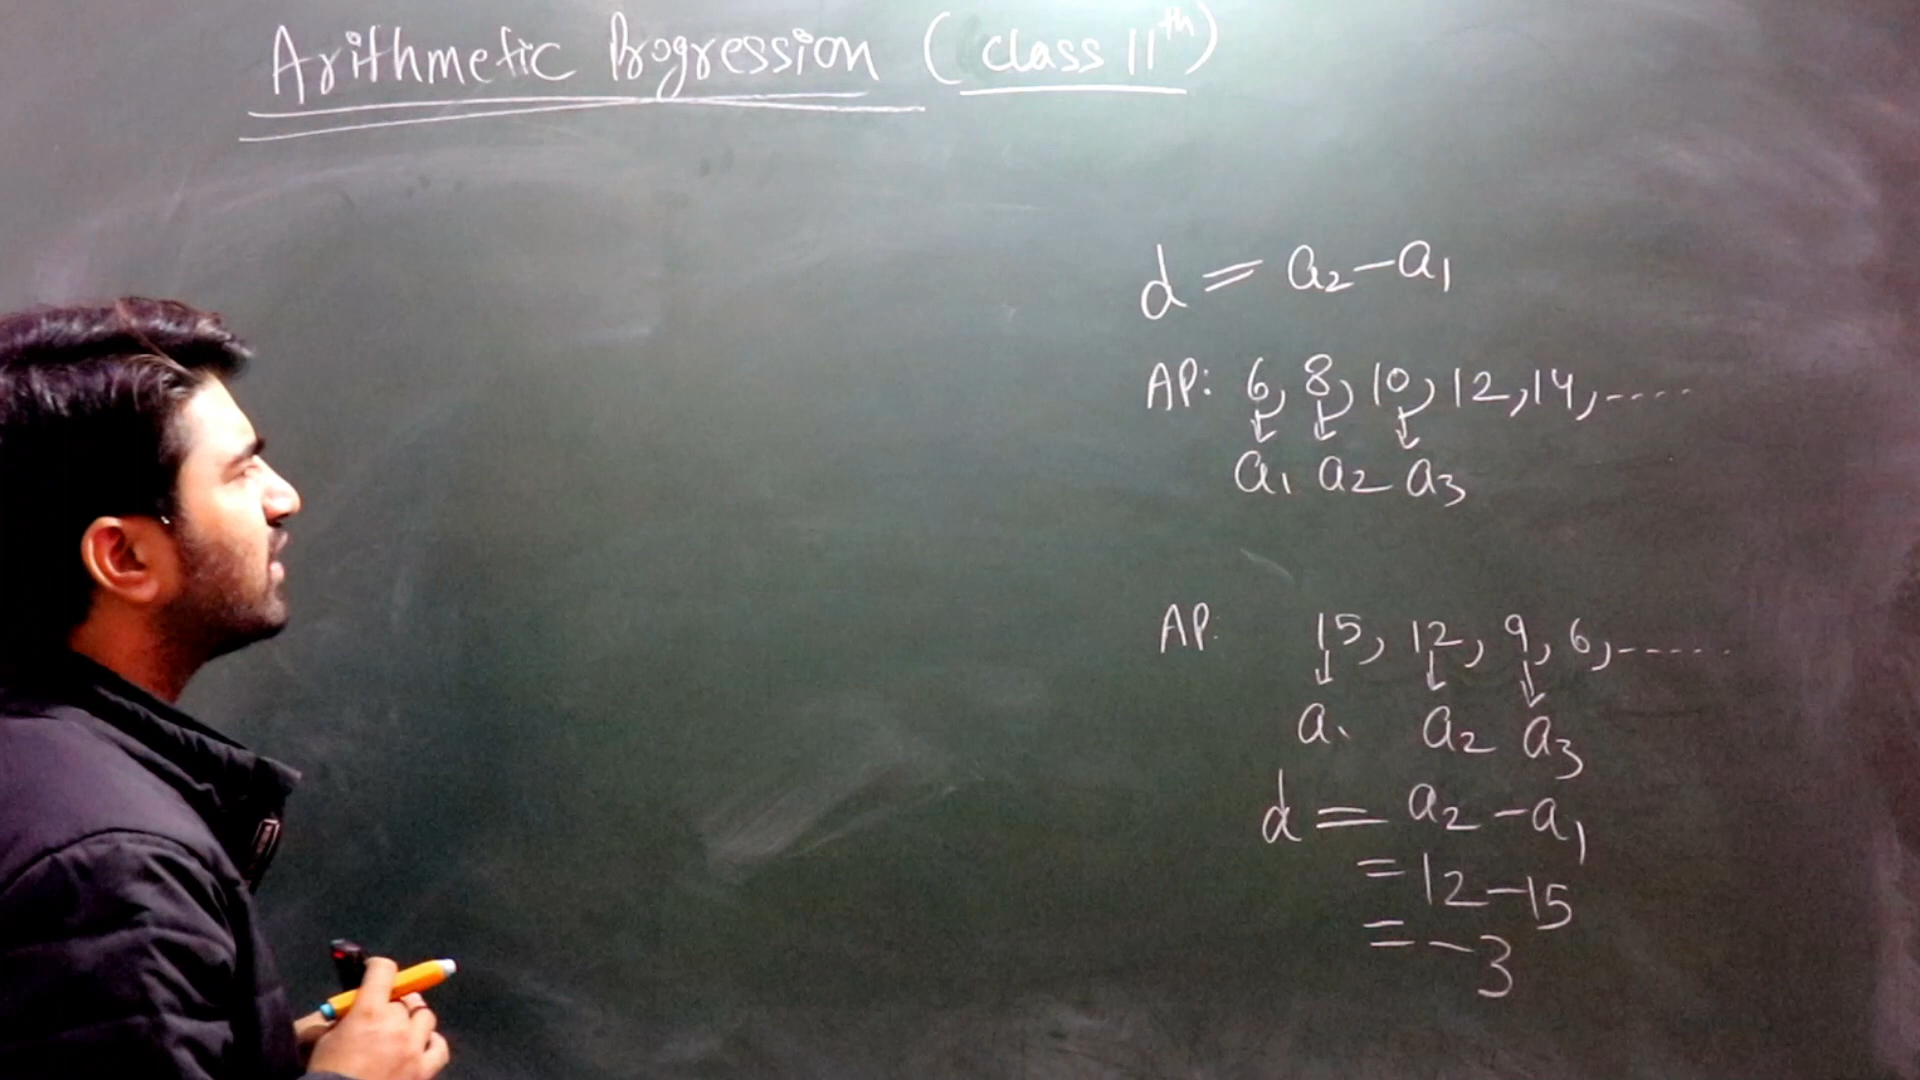 Arithmetic Progression (class 11th)
d = a2 - a1
AP: 6, 8, 10, 12, 14, .....
a1 a2 a3
AP: 15, 12, 9, 6, ......
a1 a2 a3
d = a2 - a1
= 12 - 15
= -3